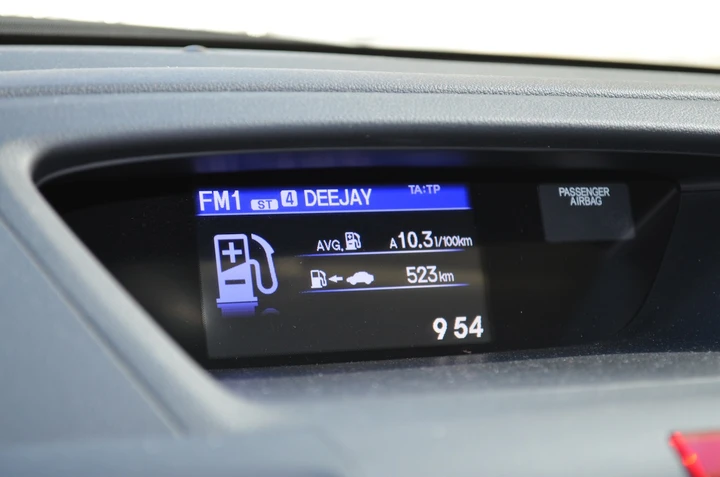 FM1 ST 4 DEEJAY TA:TP
PASSENGER
AIRBAG
AVG. A 10.3 l/100km
523 km
9 54